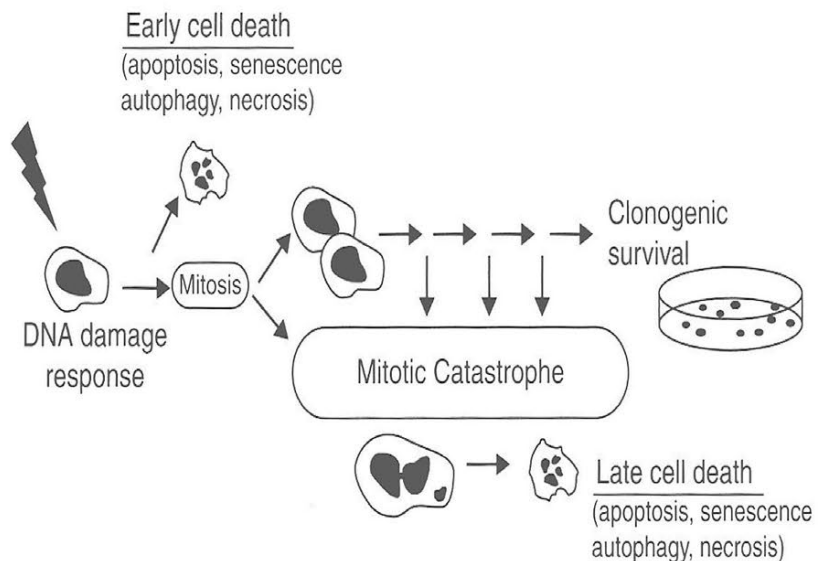 Early cell death
(apoptosis, senescence
autophagy, necrosis)
Clonogenic
survival
Mitosis
DNA damage
response
Mitotic Catastrophe
Late cell death
(apoptosis, senescence
autophagy, necrosis)